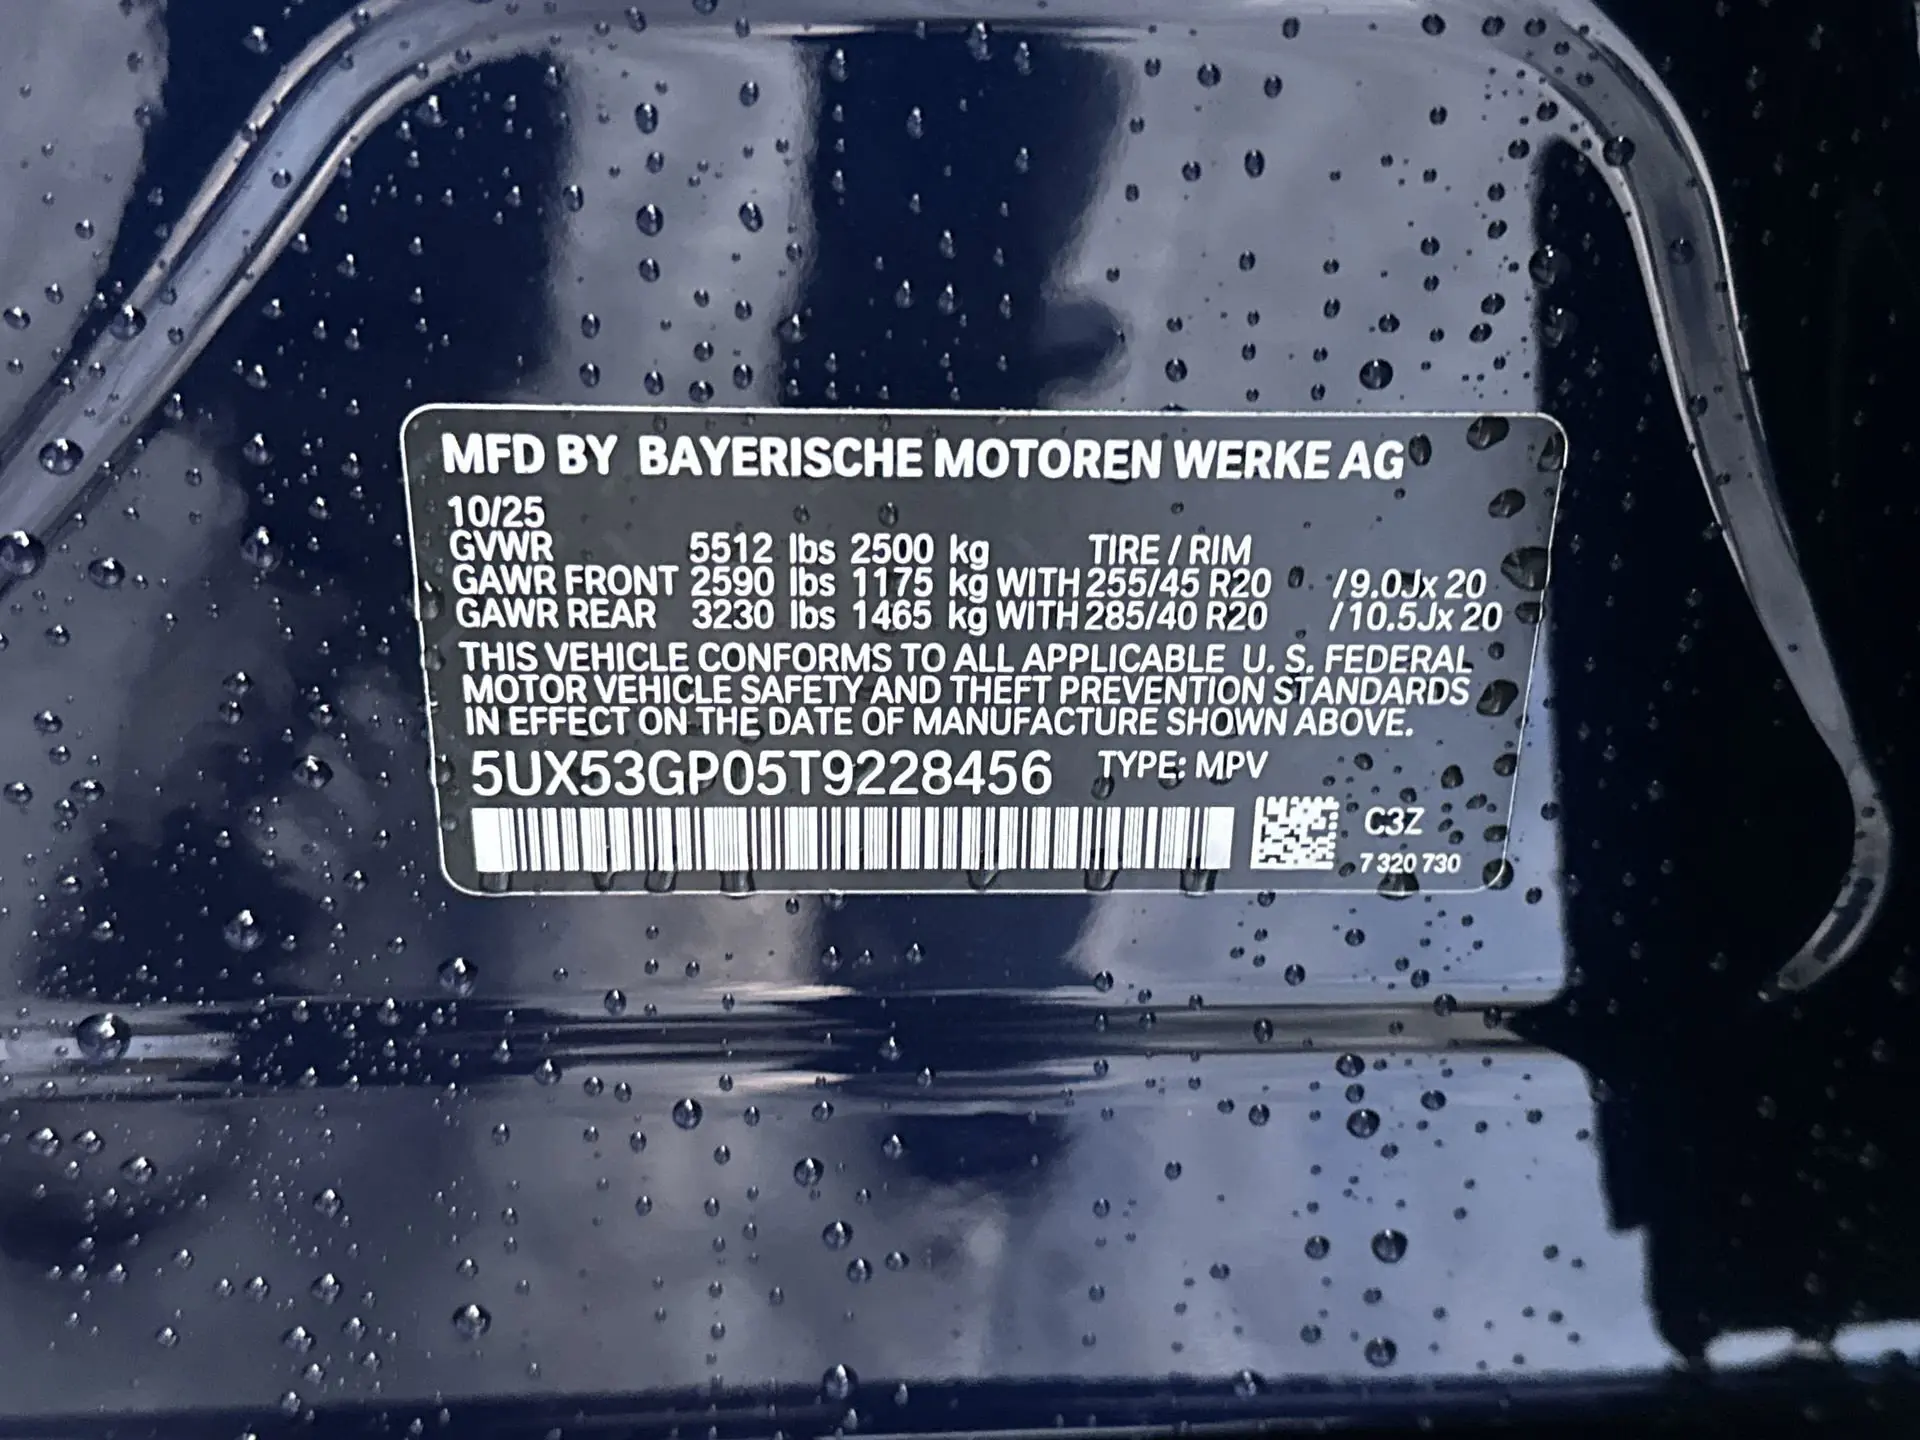 MFD BY BAYERISCHE MOTOREN WERKE AG
10/25
GVWR 5512 lbs 2500 kg TIRE / RIM
GAWR FRONT 2590 lbs 1175 kg WITH 255/45 R20 /9.0Jx 20
GAWR REAR 3230 lbs 1465 kg WITH 285/40 R20 /10.5Jx 20
THIS VEHICLE CONFORMS TO ALL APPLICABLE U. S. FEDERAL
MOTOR VEHICLE SAFETY AND THEFT PREVENTION STANDARDS
IN EFFECT ON THE DATE OF MANUFACTURE SHOWN ABOVE.
5UX53GP05T9228456 TYPE: MPV
C3Z
7 320 730